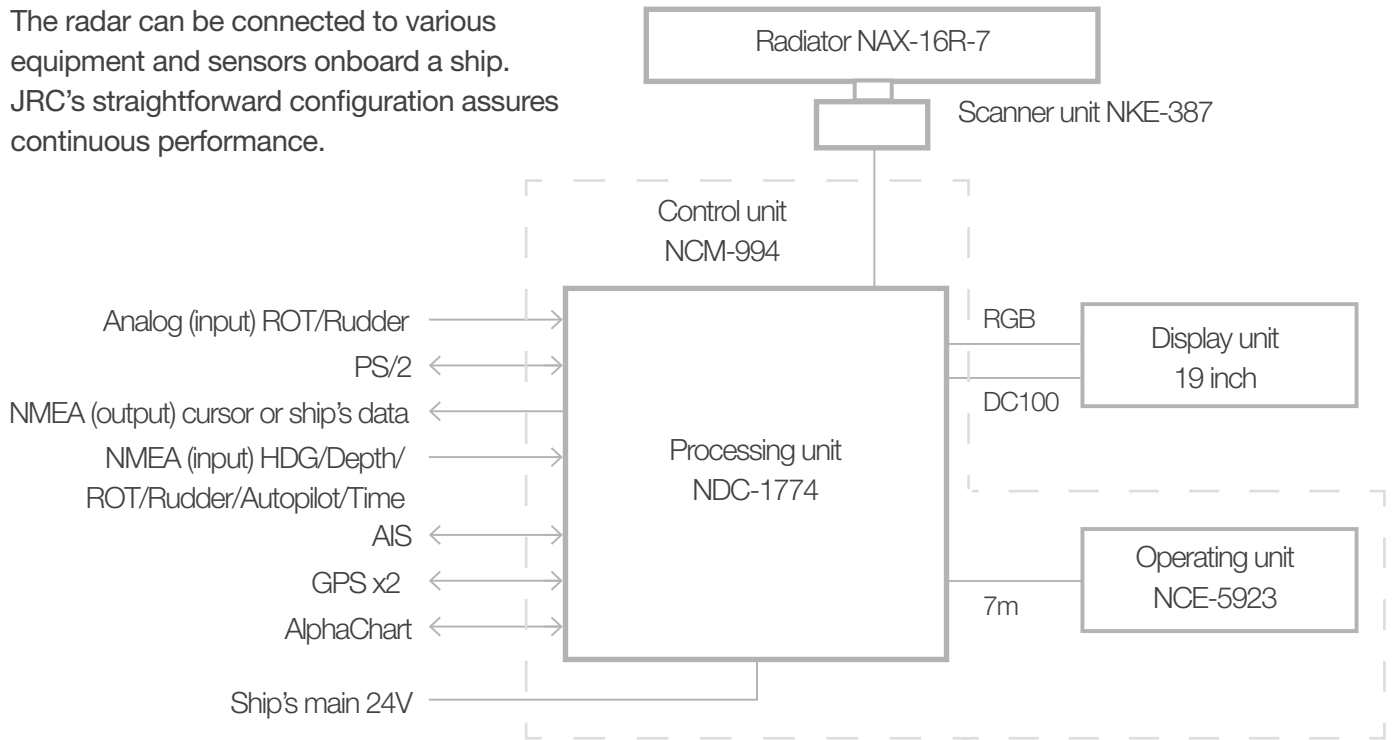 The radar can be connected to various
equipment and sensors onboard a ship.
JRC's straightforward configuration assures
continuous performance.
Radiator NAX-16R-7
Scanner unit NKE-387
Control unit
NCM-994
Analog (input) ROT/Rudder
PS/2
NMEA (output) cursor or ship's data
NMEA (input) HDG/Depth/
ROT/Rudder/Autopilot/Time
AIS
GPS x2
AlphaChart
Ship's main 24V
Processing unit
NDC-1774
RGB
DC100
Display unit
19 inch
7m
Operating unit
NCE-5923